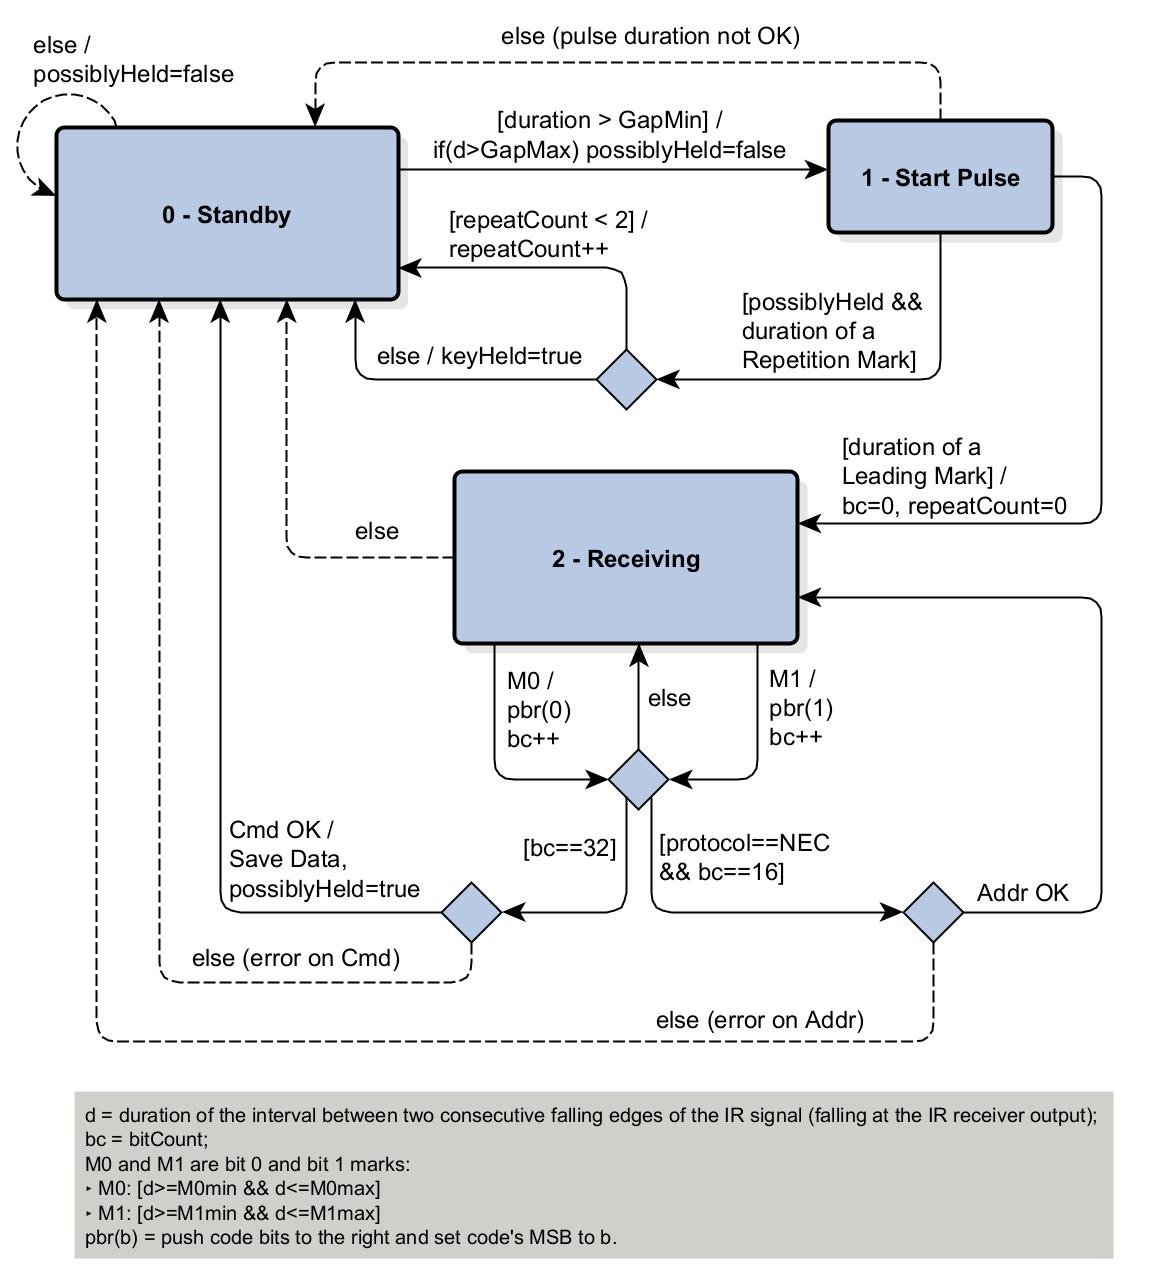 else (pulse duration not OK)
else /
possiblyHeld=false
[duration > GapMin] /
if(d>GapMax) possiblyHeld=false
1 - Start Pulse
0 - Standby
[repeatCount < 2] /
repeatCount++
[possiblyHeld &&
duration of a
Repetition Mark]
else / keyHeld=true
[duration of a
Leading Mark] /
bc=0, repeatCount=0
else
2 - Receiving
M0 /
pbr(0)
bc++
else
M1 /
pbr(1)
bc++
Cmd OK /
Save Data,
possiblyHeld=true
[bc==32]
[protocol==NEC
&& bc==16]
Addr OK
else (error on Cmd)
else (error on Addr)
d = duration of the interval between two consecutive falling edges of the IR signal (falling at the IR receiver output);
bc = bitCount;
M0 and M1 are bit 0 and bit 1 marks:
‣ M0: [d>=M0min && d<=M0max]
‣ M1: [d>=M1min && d<=M1max]
pbr(b) = push code bits to the right and set code's MSB to b.